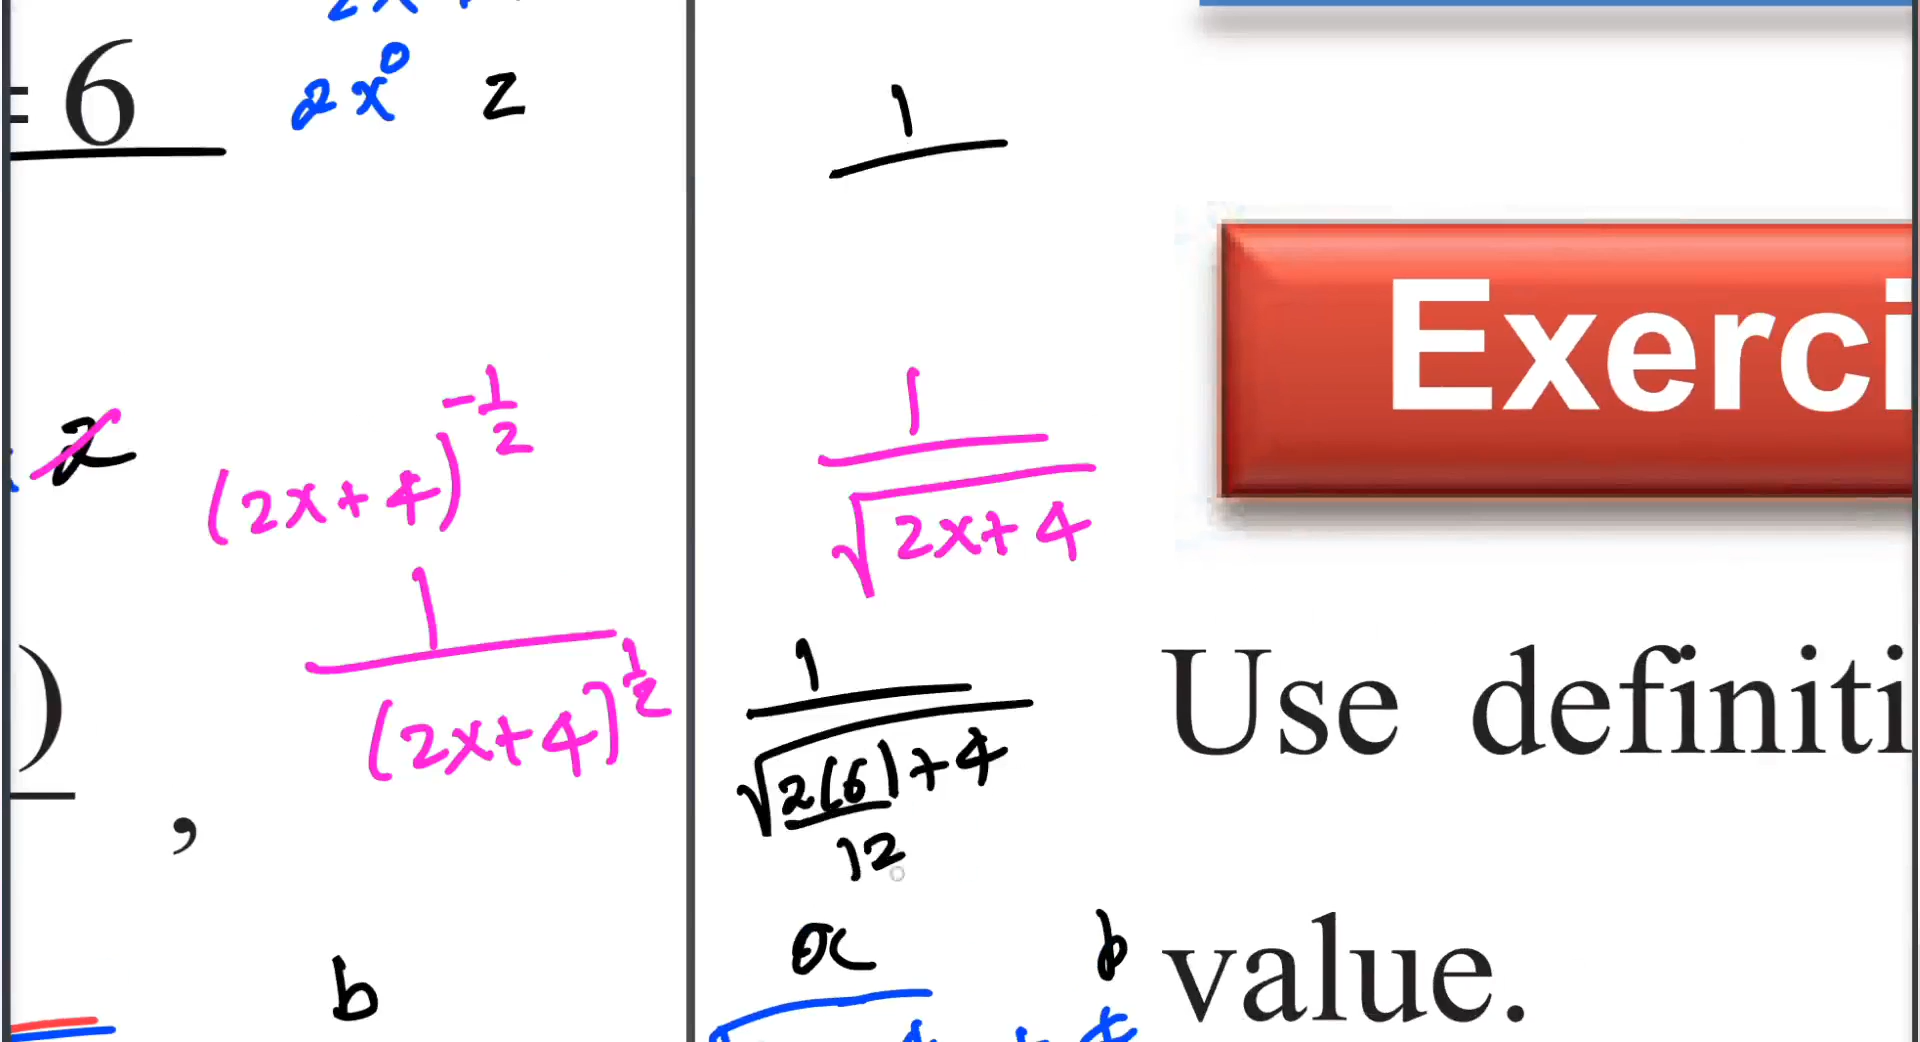 = 6
2x⁰ 2
2
(2x+4)^(-1/2)
1/(2x+4)^(1/2)
)
,
b
1
1/√(2x+4)
1/√(2(6)+4)
12
a b
Exerci
Use definiti
value.